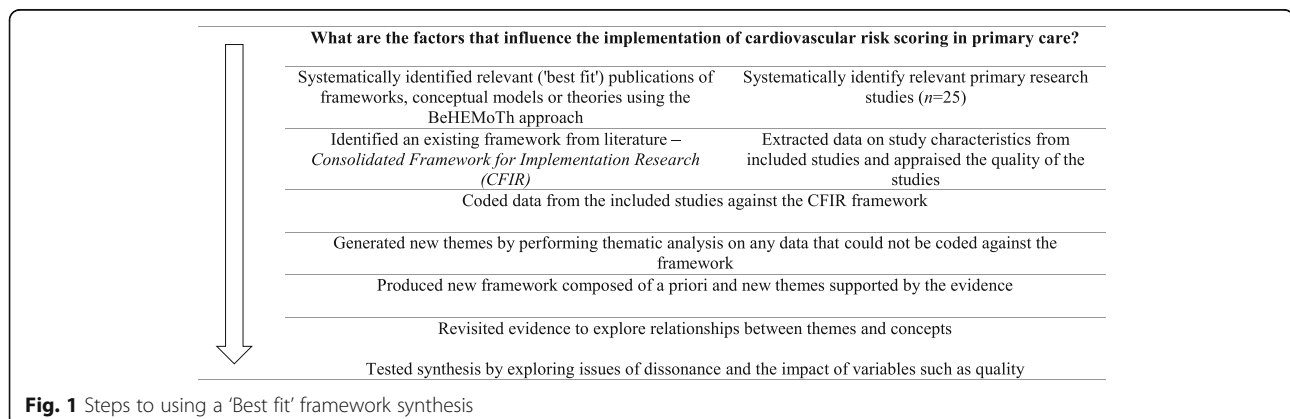 What are the factors that influence the implementation of cardiovascular risk scoring in primary care?
Systematically identified relevant ('best fit') publications of
frameworks, conceptual models or theories using the
BeHEMoTh approach
Systematically identify relevant primary research
studies (n=25)
Identified an existing framework from literature –
Consolidated Framework for Implementation Research
(CFIR)
Extracted data on study characteristics from
included studies and appraised the quality of the
studies
Coded data from the included studies against the CFIR framework
Generated new themes by performing thematic analysis on any data that could not be coded against the
framework
Produced new framework composed of a priori and new themes supported by the evidence
Revisited evidence to explore relationships between themes and concepts
Tested synthesis by exploring issues of dissonance and the impact of variables such as quality
Fig. 1 Steps to using a 'Best fit' framework synthesis